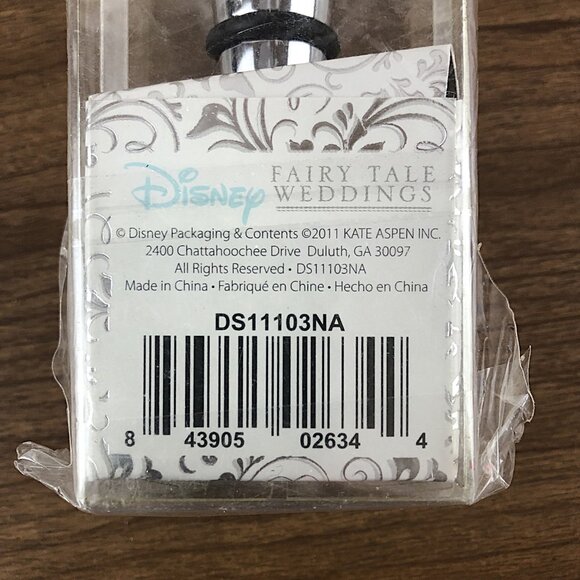 Disney FAIRY TALE
WEDDINGS
© Disney Packaging & Contents ©2011 KATE ASPEN INC.
2400 Chattahoochee Drive Duluth, GA 30097
All Rights Reserved • DS11103NA
Made in China • Fabriqué en Chine • Hecho en China
DS11103NA
8 43905 02634 4